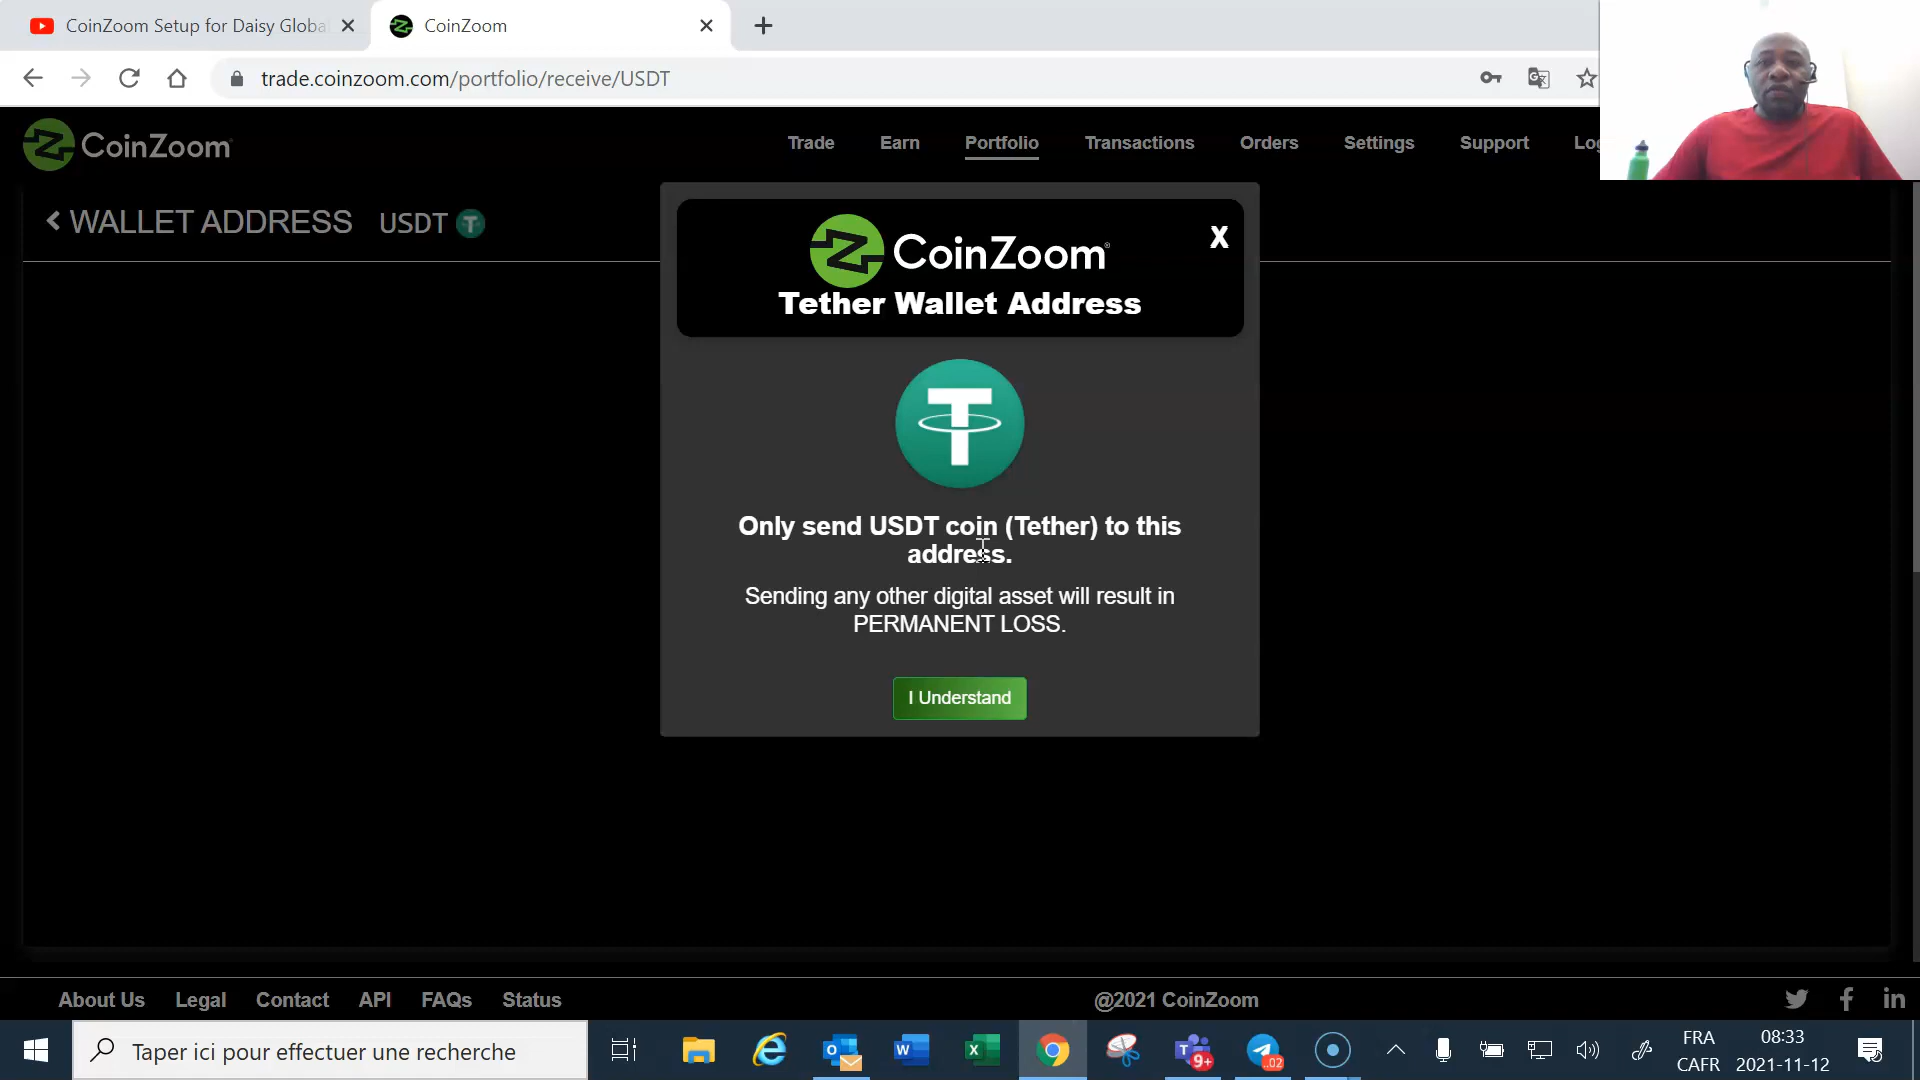 CoinZoom Setup for Daisy Globa
CoinZoom
trade.coinzoom.com/portfolio/receive/USDT
CoinZoom
Trade
Earn
Portfolio
Transactions
Orders
Settings
Support
WALLET ADDRESS USDT
CoinZoom
X
Tether Wallet Address
Only send USDT coin (Tether) to this
address.
Sending any other digital asset will result in
PERMANENT LOSS.
I Understand
About Us
Legal
Contact
API
FAQs
Status
@2021 CoinZoom
Taper ici pour effectuer une recherche
9+
FRA
CAFR
08:33
2021-11-12